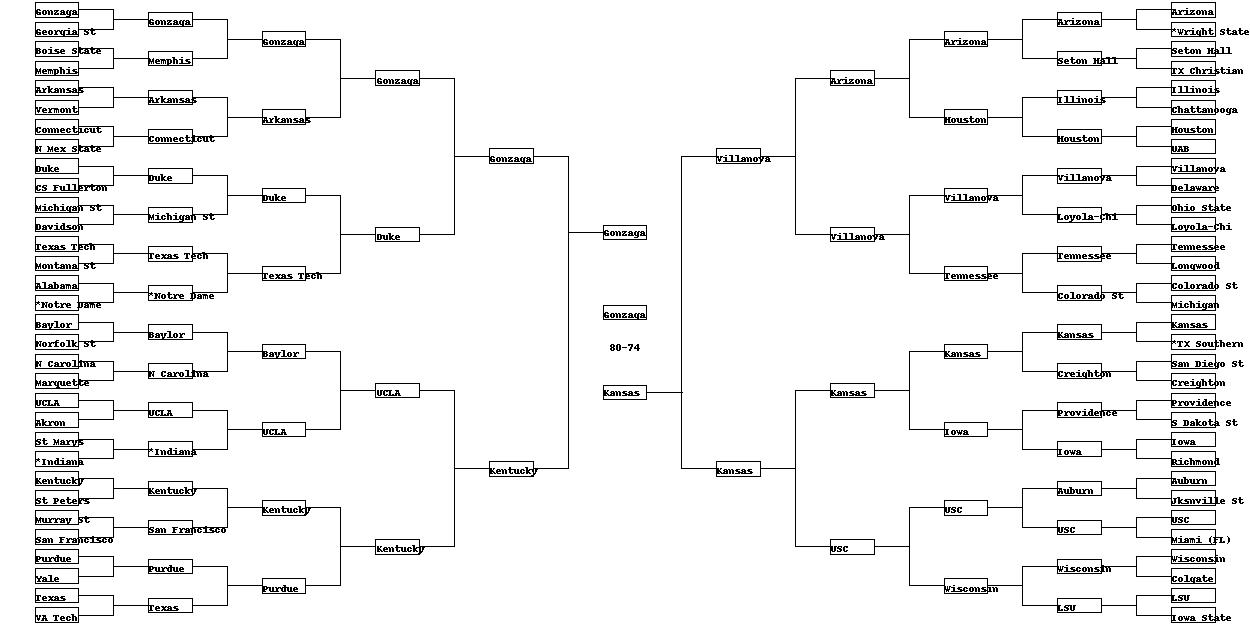 Gonzaga
Georgia St
Boise State
Memphis
Arkansas
Vermont
Connecticut
N Mex State
Duke
CS Fullerton
Michigan St
Davidson
Texas Tech
Montana St
Alabama
*Notre Dame
Baylor
Norfolk St
N Carolina
Marquette
UCLA
Akron
St Marys
*Indiana
Kentucky
St Peters
Murray St
San Francisco
Purdue
Yale
Texas
VA Tech
Gonzaga
Memphis
Arkansas
Connecticut
Duke
Michigan St
Texas Tech
*Notre Dame
Baylor
N Carolina
UCLA
*Indiana
Kentucky
San Francisco
Purdue
Texas
Gonzaga
Arkansas
Duke
Texas Tech
Baylor
UCLA
Kentucky
Purdue
Gonzaga
Duke
UCLA
Kentucky
Gonzaga
Kentucky
Gonzaga
Gonzaga
80-74
Kansas
Villanova
Kansas
Arizona
Villanova
Kansas
USC
Arizona
Houston
Villanova
Tennessee
Kansas
Iowa
USC
Wisconsin
Arizona
Seton Hall
Illinois
Houston
Villanova
Loyola-Chi
Tennessee
Colorado St
Kansas
Creighton
Providence
Iowa
Auburn
USC
Wisconsin
LSU
Arizona
*Wright State
Seton Hall
TX Christian
Illinois
Chattanooga
Houston
UAB
Villanova
Delaware
Ohio State
Loyola-Chi
Tennessee
Longwood
Colorado St
Michigan
Kansas
*TX Southern
San Diego St
Creighton
Providence
S Dakota St
Iowa
Richmond
Auburn
Jksnville St
USC
Miami (FL)
Wisconsin
Colgate
LSU
Iowa State